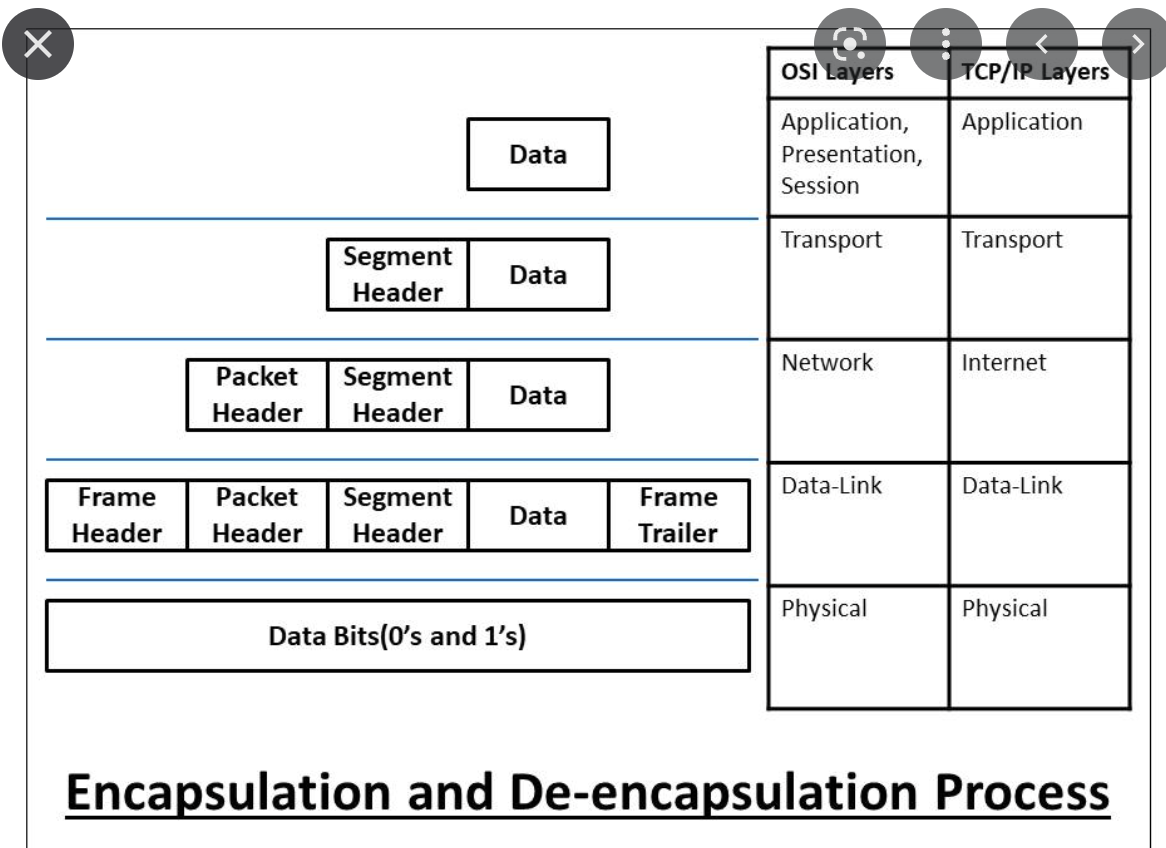 OSI Layers TCP/IP Layers
Data
Application,
Presentation,
Session
Application
Segment
Header
Data
Transport
Transport
Packet
Header
Segment
Header
Data
Network
Internet
Frame
Header
Packet
Header
Segment
Header
Data
Frame
Trailer
Data-Link
Data-Link
Data Bits(0’s and 1’s)
Physical
Physical
Encapsulation and De-encapsulation Process